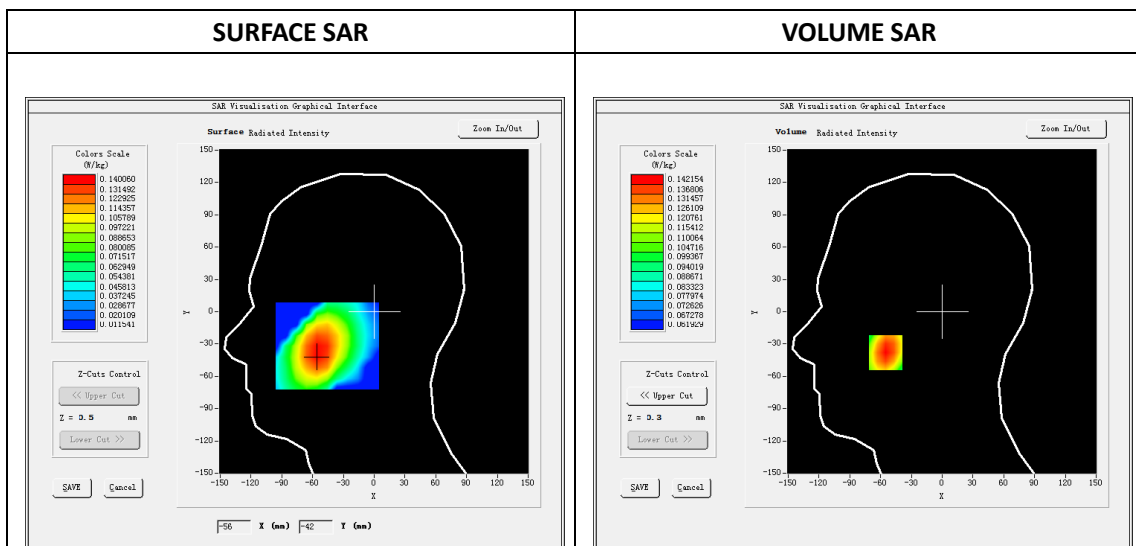 SURFACE SAR
VOLUME SAR
SAR Visualisation Graphical Interface
Surface Radiated Intensity
Zoom In/Out
Colors Scale
(W/kg)
0.140060
0.131492
0.122925
0.114357
0.105789
0.097221
0.088653
0.080085
0.071517
0.062949
0.054381
0.045813
0.037245
0.028677
0.020109
0.011541
Z-Cuts Control
<< Upper Cut
Z = 0.5 mm
Lower Cut >>
SAVE
Cancel
150
120
90
60
30
0
-30
-60
-90
-120
-150
Y
-150 -120 -90 -60 -30 0 30 60 90 120 150
X
-56 X (mm) -42 Y (mm)
SAR Visualisation Graphical Interface
Volume Radiated Intensity
Zoom In/Out
Colors Scale
(W/kg)
0.142154
0.136806
0.131457
0.126109
0.120761
0.115412
0.110064
0.104716
0.099367
0.094019
0.088671
0.083323
0.077974
0.072626
0.067278
0.061929
Z-Cuts Control
<< Upper Cut
Z = 0.3 mm
Lower Cut >>
SAVE
Cancel
150
120
90
60
30
0
-30
-60
-90
-120
-150
Y
-150 -120 -90 -60 -30 0 30 60 90 120 150
X